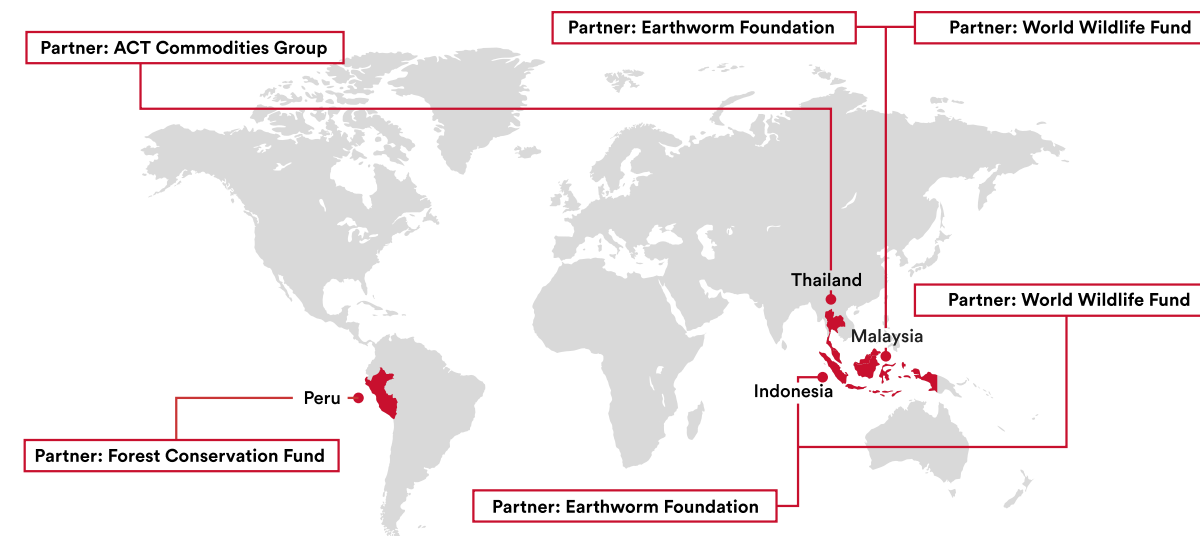 Partner: Earthworm Foundation
Partner: World Wildlife Fund
Partner: ACT Commodities Group
Thailand
Partner: World Wildlife Fund
Malaysia
Indonesia
Peru
Partner: Forest Conservation Fund
Partner: Earthworm Foundation